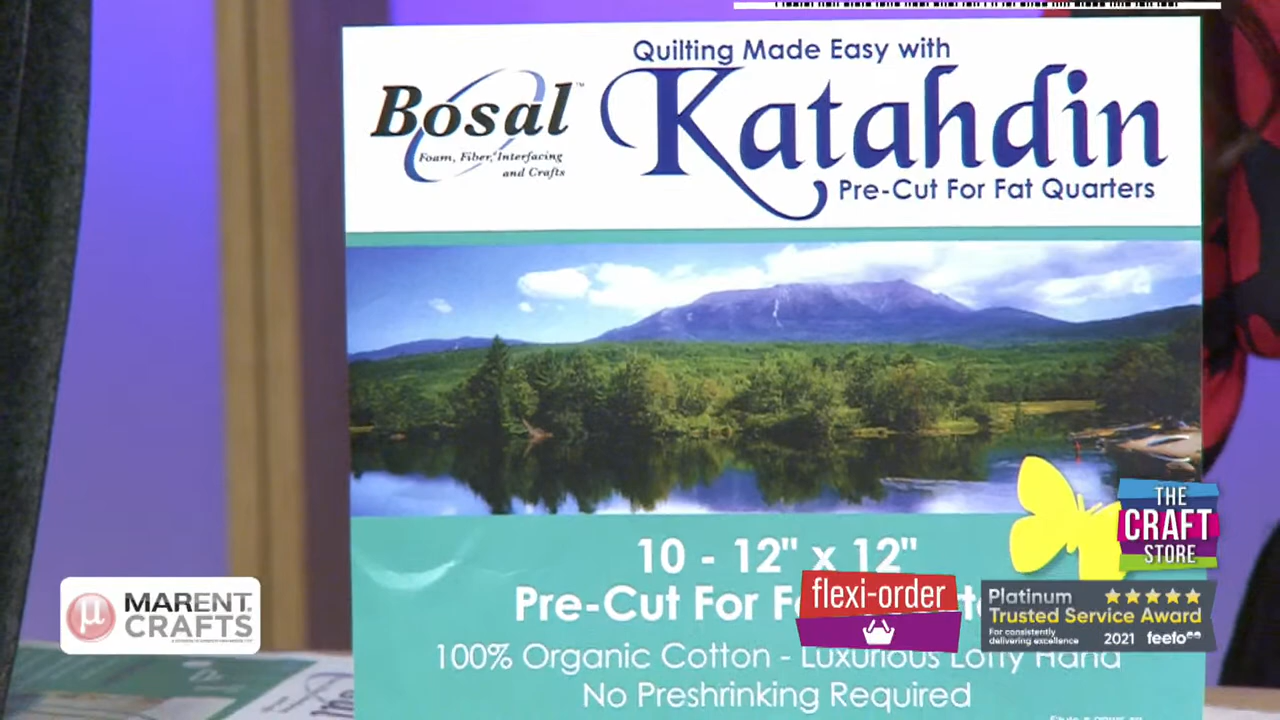 Quilting Made Easy with
Bosal™
Katahdin
Foam, Fiber, Interfacing
and Crafts
Pre-Cut For Fat Quarters
10 - 12" x 12"
Pre-Cut For
100% Organic Cotton - Luxurious Lofty Hand
No Preshrinking Required
THE
CRAFT
STORE
flexi-order
Platinum
Trusted Service Award
For consistently
delivering excellence
2021 feefo
μ
MARENT.
CRAFTS